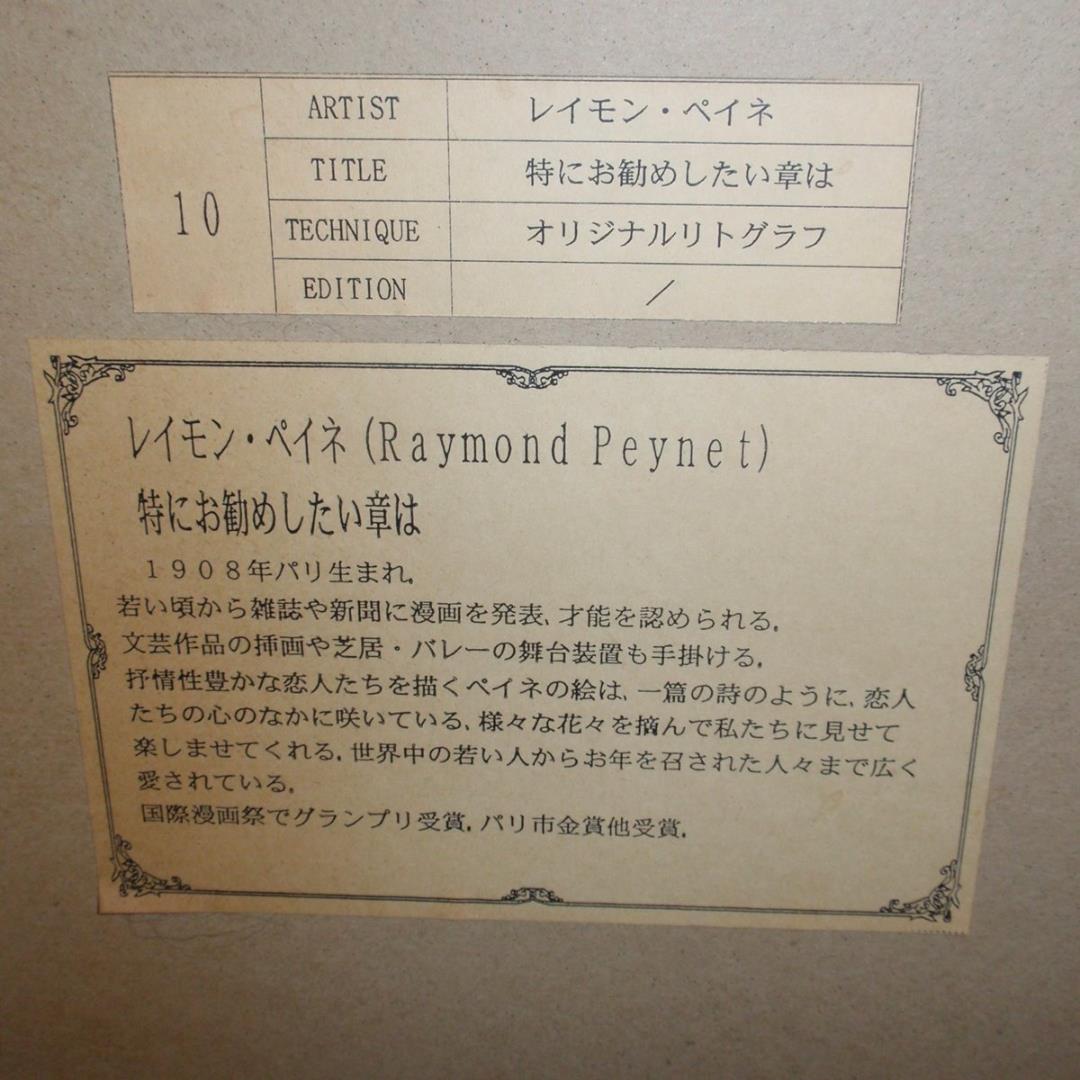 10
ARTIST レイモン・ペイネ
TITLE 特にお勧めしたい章は
TECHNIQUE オリジナルリトグラフ
EDITION ／
レイモン・ペイネ(Raymond Peynet)
特にお勧めしたい章は
１９０８年パリ生まれ.
若い頃から雑誌や新聞に漫画を発表､才能を認められる.
文芸作品の挿画や芝居・バレーの舞台装置も手掛ける.
抒情性豊かな恋人たちを描くペイネの絵は､一篇の詩のように､恋人
たちの心のなかに咲いている､様々な花々を摘んで私たちに見せて
楽しませてくれる.世界中の若い人からお年を召された人々まで広く
愛されている.
国際漫画祭でグランプリ受賞.パリ市金賞他受賞.